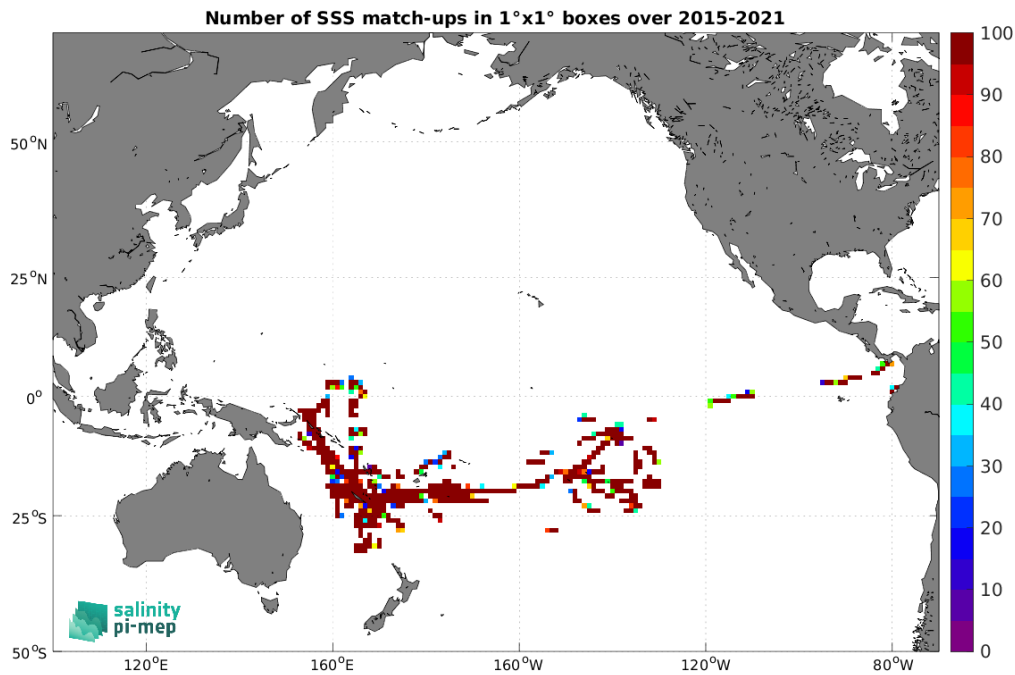 Number of SSS match-ups in 1°x1° boxes over 2015-2021
100
90
80
70
60
50
40
30
20
10
0
50°N
25°N
0°
25°S
50°S
120°E
160°E
160°W
120°W
80°W
salinity
pi-mep